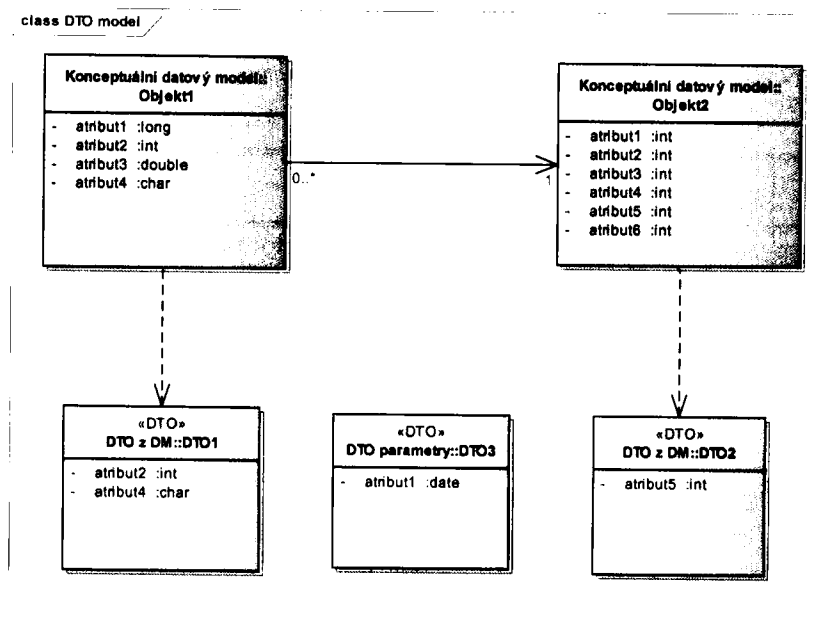 class DTO model
Konceptuální datový model::
Objekt1
- atribut1 :long
- atribut2 :int
- atribut3 :double
- atribut4 :char
Konceptuální datový model::
Objekt2
- atribut1 :int
- atribut2 :int
- atribut3 :int
- atribut4 :int
- atribut5 :int
- atribut6 :int
0..*
1
«DTO»
DTO z DM::DTO1
- atribut2 :int
- atribut4 :char
«DTO»
DTO parametry::DTO3
- atribut1 :date
«DTO»
DTO z DM::DTO2
- atribut5 :int